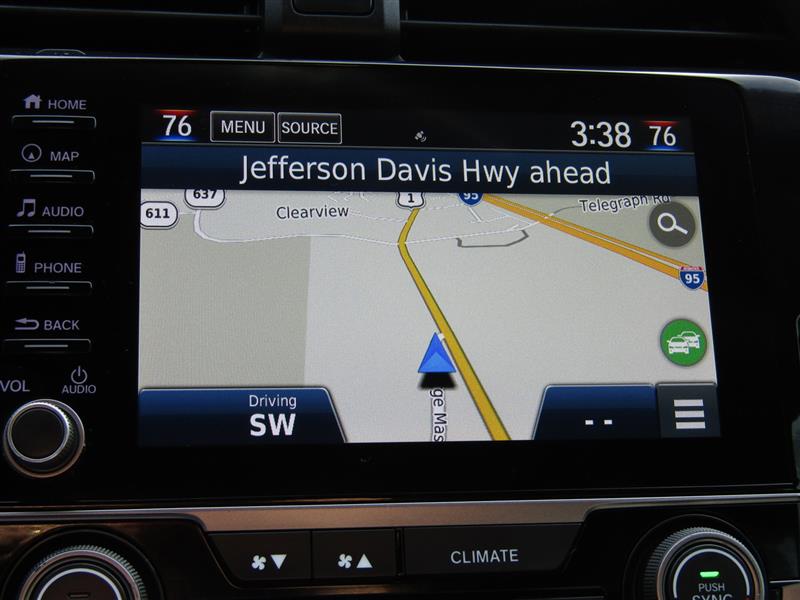 HOME
MAP
AUDIO
PHONE
BACK
VOL
AUDIO
76
MENU
SOURCE
3:38
76
Jefferson Davis Hwy ahead
637
611
Clearview
1
95
Telegraph Rd
95
Driving
SW
- -
CLIMATE
PUSH
SYNC